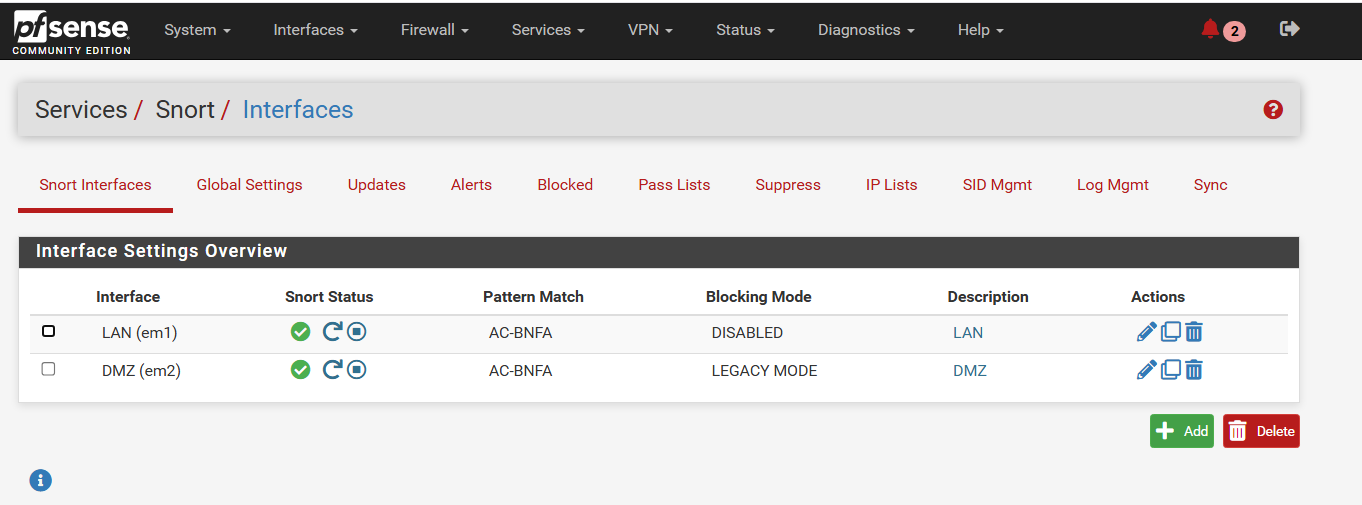 pfsense COMMUNITY EDITION
System Interfaces Firewall Services VPN Status Diagnostics Help 2
Services / Snort / Interfaces
Snort Interfaces Global Settings Updates Alerts Blocked Pass Lists Suppress IP Lists SID Mgmt Log Mgmt Sync
Interface Settings Overview
Interface Snort Status Pattern Match Blocking Mode Description Actions
LAN (em1) AC-BNFA DISABLED LAN
DMZ (em2) AC-BNFA LEGACY MODE DMZ
Add Delete